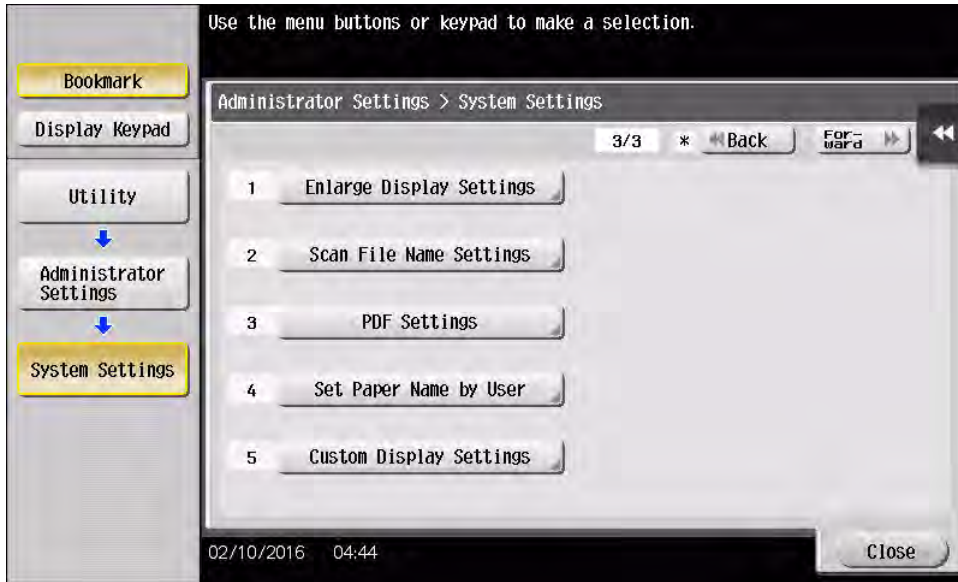 Use the menu buttons or keypad to make a selection.
Bookmark
Display Keypad
Utility
Administrator
Settings
System Settings
Administrator Settings > System Settings
3/3 * Back For-
ward
1 Enlarge Display Settings
2 Scan File Name Settings
3 PDF Settings
4 Set Paper Name by User
5 Custom Display Settings
02/10/2016 04:44
Close